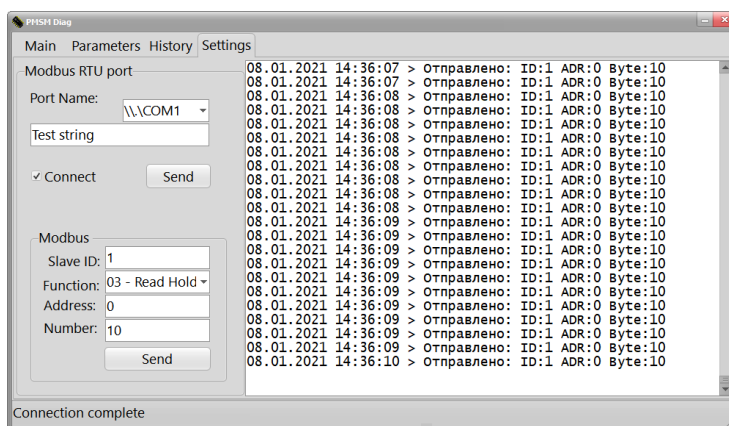 PMSM Diag
Main Parameters History Settings
Modbus RTU port
Port Name:
\\.\COM1
Test string
Connect
Send
Modbus
Slave ID: 1
Function: 03 - Read Hold
Address: 0
Number: 10
Send
08.01.2021 14:36:07 > Отправлено: ID:1 ADR:0 Byte:10
08.01.2021 14:36:07 > Отправлено: ID:1 ADR:0 Byte:10
08.01.2021 14:36:08 > Отправлено: ID:1 ADR:0 Byte:10
08.01.2021 14:36:08 > Отправлено: ID:1 ADR:0 Byte:10
08.01.2021 14:36:08 > Отправлено: ID:1 ADR:0 Byte:10
08.01.2021 14:36:08 > Отправлено: ID:1 ADR:0 Byte:10
08.01.2021 14:36:08 > Отправлено: ID:1 ADR:0 Byte:10
08.01.2021 14:36:08 > Отправлено: ID:1 ADR:0 Byte:10
08.01.2021 14:36:08 > Отправлено: ID:1 ADR:0 Byte:10
08.01.2021 14:36:08 > Отправлено: ID:1 ADR:0 Byte:10
08.01.2021 14:36:08 > Отправлено: ID:1 ADR:0 Byte:10
08.01.2021 14:36:09 > Отправлено: ID:1 ADR:0 Byte:10
08.01.2021 14:36:09 > Отправлено: ID:1 ADR:0 Byte:10
08.01.2021 14:36:09 > Отправлено: ID:1 ADR:0 Byte:10
08.01.2021 14:36:09 > Отправлено: ID:1 ADR:0 Byte:10
08.01.2021 14:36:09 > Отправлено: ID:1 ADR:0 Byte:10
08.01.2021 14:36:09 > Отправлено: ID:1 ADR:0 Byte:10
08.01.2021 14:36:09 > Отправлено: ID:1 ADR:0 Byte:10
08.01.2021 14:36:09 > Отправлено: ID:1 ADR:0 Byte:10
08.01.2021 14:36:09 > Отправлено: ID:1 ADR:0 Byte:10
08.01.2021 14:36:09 > Отправлено: ID:1 ADR:0 Byte:10
08.01.2021 14:36:10 > Отправлено: ID:1 ADR:0 Byte:10
Connection complete